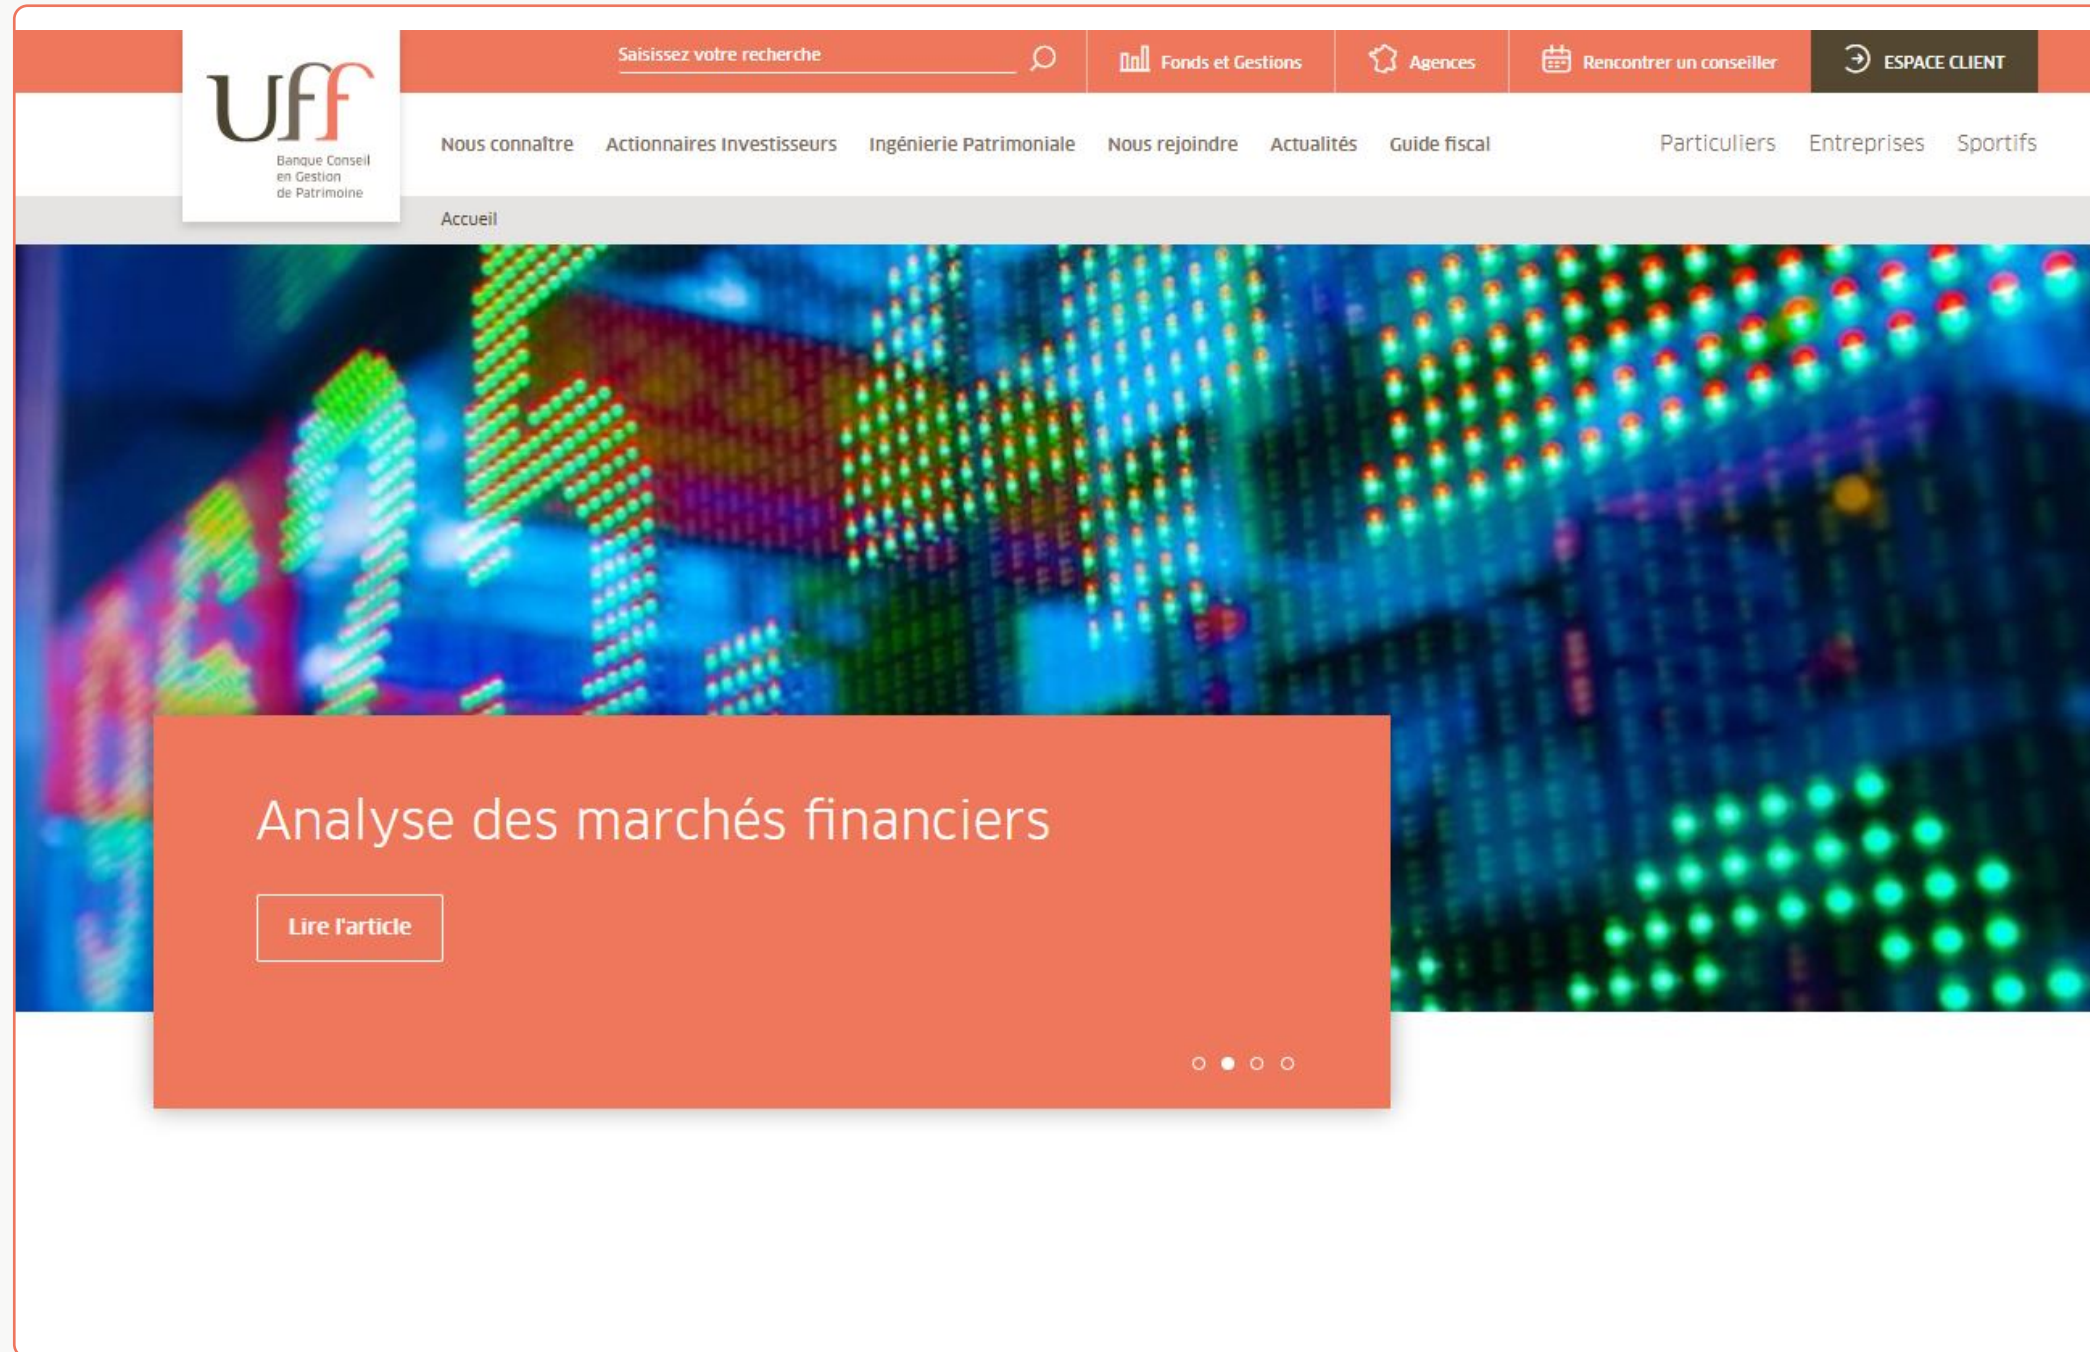 Saisissez votre recherche
Fonds et Gestions
Agences
Rencontrer un conseiller
ESPACE CLIENT
Uff
Banque Conseil
en Gestion
de Patrimoine
Nous connaître
Actionnaires Investisseurs
Ingénierie Patrimoniale
Nous rejoindre
Actualités
Guide fiscal
Particuliers
Entreprises
Sportifs
Accueil
Analyse des marchés financiers
Lire l'article